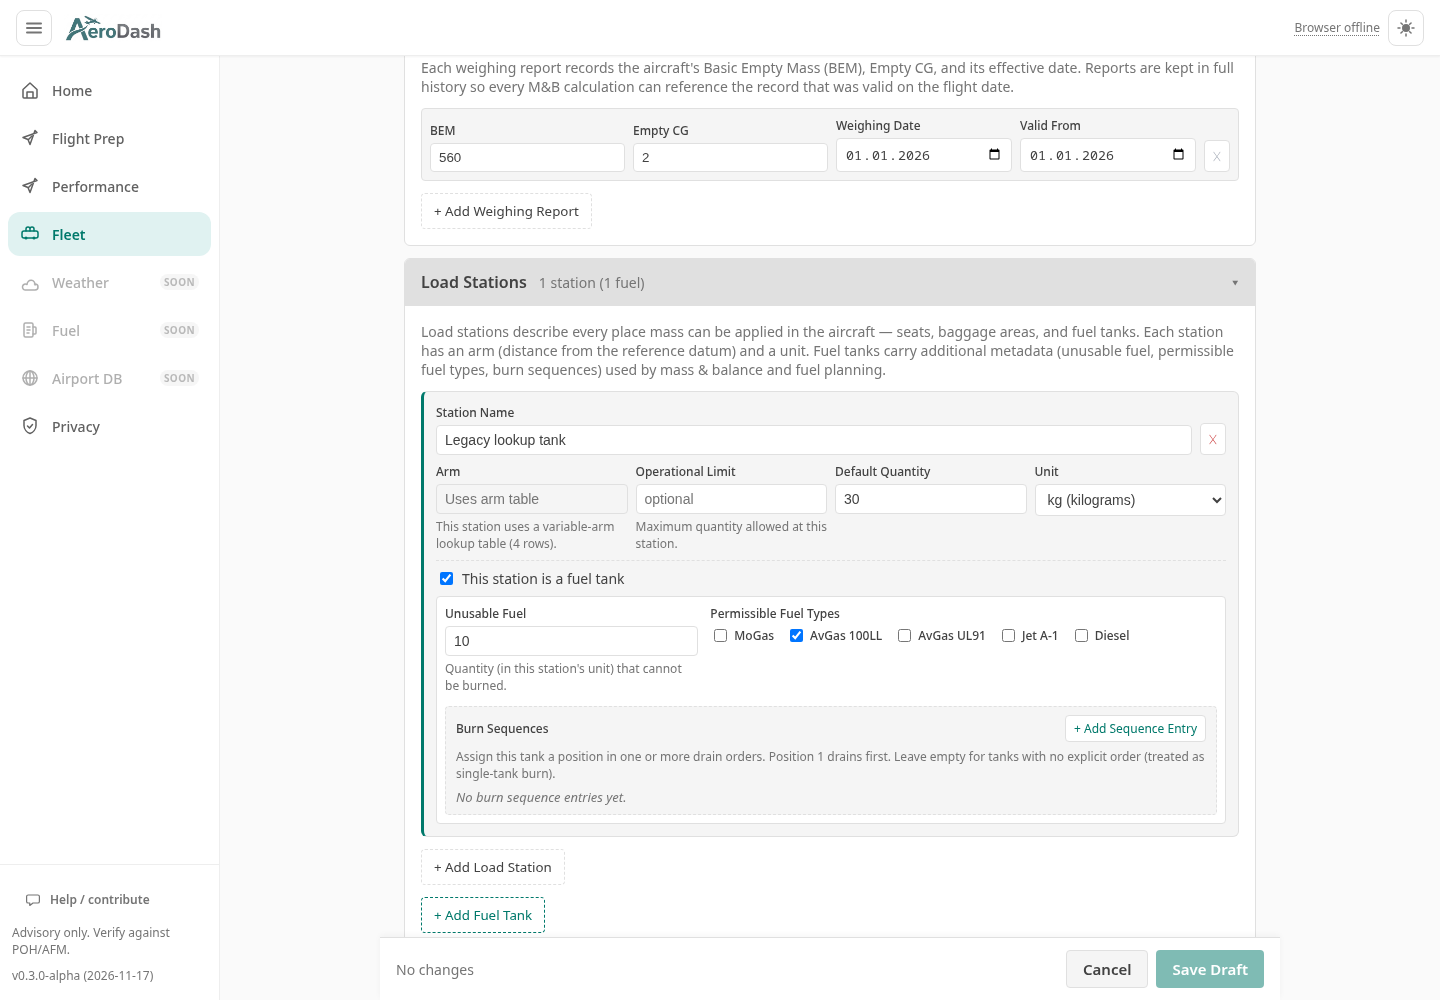 AeroDash
Browser offline
Home
Flight Prep
Performance
Fleet
Weather SOON
Fuel SOON
Airport DB SOON
Privacy
Help / contribute
Advisory only. Verify against
POH/AFM.
v0.3.0-alpha (2026-11-17)
Each weighing report records the aircraft's Basic Empty Mass (BEM), Empty CG, and its effective date. Reports are kept in full
history so every M&B calculation can reference the record that was valid on the flight date.
BEM Empty CG Weighing Date Valid From
560 2 01.01.2026 01.01.2026 X
+ Add Weighing Report
Load Stations 1 station (1 fuel)
Load stations describe every place mass can be applied in the aircraft — seats, baggage areas, and fuel tanks. Each station
has an arm (distance from the reference datum) and a unit. Fuel tanks carry additional metadata (unusable fuel, permissible
fuel types, burn sequences) used by mass & balance and fuel planning.
Station Name
Legacy lookup tank X
Arm Operational Limit Default Quantity Unit
Uses arm table optional 30 kg (kilograms)
This station uses a variable-arm Maximum quantity allowed at this
lookup table (4 rows). station.
This station is a fuel tank
Unusable Fuel Permissible Fuel Types
10 MoGas AvGas 100LL AvGas UL91 Jet A-1 Diesel
Quantity (in this station's unit) that cannot
be burned.
Burn Sequences + Add Sequence Entry
Assign this tank a position in one or more drain orders. Position 1 drains first. Leave empty for tanks with no explicit order (treated as
single-tank burn).
No burn sequence entries yet.
+ Add Load Station
+ Add Fuel Tank
No changes Cancel Save Draft